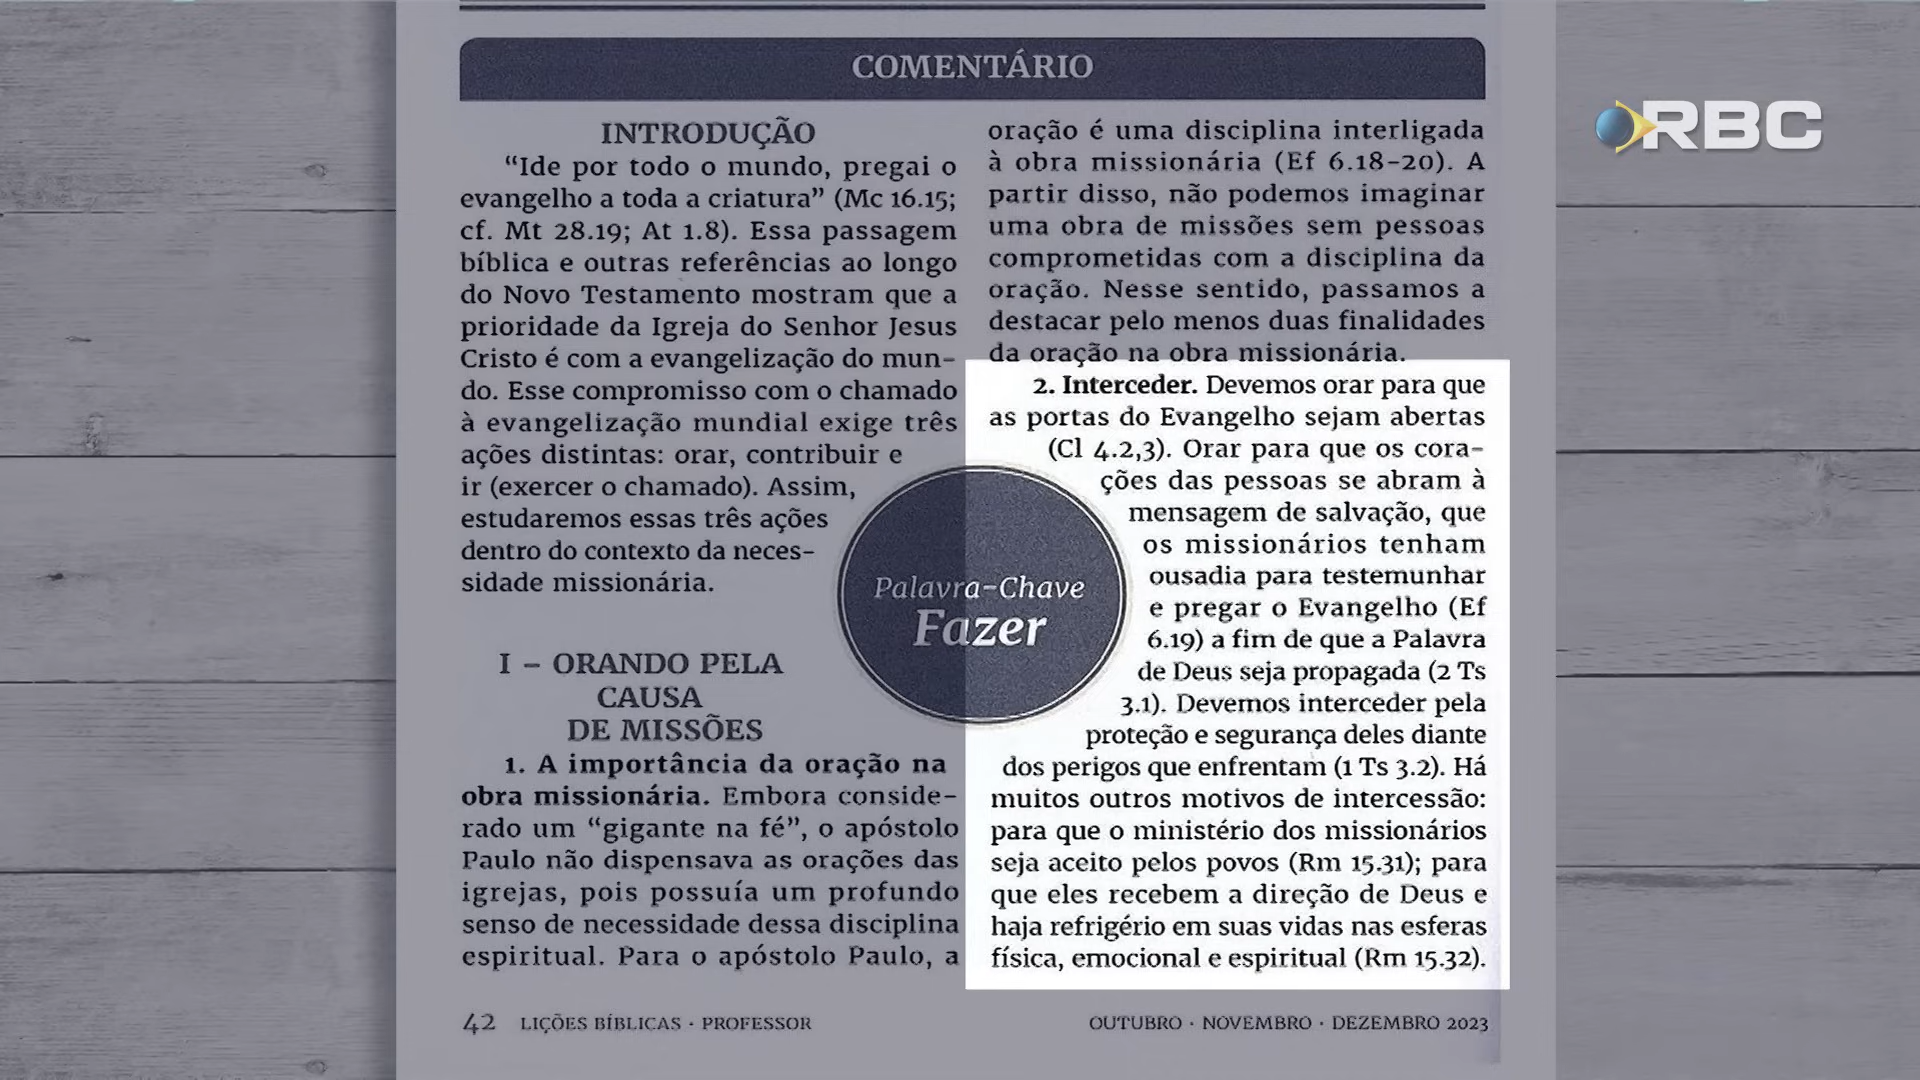 COMENTÁRIO
INTRODUÇÃO
“Ide por todo o mundo, pregai o
evangelho a toda a criatura” (Mc 16.15;
cf. Mt 28.19; At 1.8). Essa passagem
bíblica e outras referências ao longo
do Novo Testamento mostram que a
prioridade da Igreja do Senhor Jesus
Cristo é com a evangelização do mun-
do. Esse compromisso com o chamado
à evangelização mundial exige três
ações distintas: orar, contribuir e
ir (exercer o chamado). Assim,
estudaremos essas três ações
dentro do contexto da neces-
sidade missionária.
I – ORANDO PELA
CAUSA
DE MISSÕES
1. A importância da oração na
obra missionária. Embora conside-
rado um “gigante na fé”, o apóstolo
Paulo não dispensava as orações das
igrejas, pois possuía um profundo
senso de necessidade dessa disciplina
espiritual. Para o apóstolo Paulo, a
oração é uma disciplina interligada
à obra missionária (Ef 6.18-20). A
partir disso, não podemos imaginar
uma obra de missões sem pessoas
comprometidas com a disciplina da
oração. Nesse sentido, passamos a
destacar pelo menos duas finalidades
da oração na obra missionária.
2. Interceder. Devemos orar para que
as portas do Evangelho sejam abertas
(Cl 4.2,3). Orar para que os cora-
ções das pessoas se abram à
mensagem de salvação, que
os missionários tenham
ousadia para testemunhar
e pregar o Evangelho (Ef
6.19) a fim de que a Palavra
de Deus seja propagada (2 Ts
3.1). Devemos interceder pela
proteção e segurança deles diante
dos perigos que enfrentam (1 Ts 3.2). Há
muitos outros motivos de intercessão:
para que o ministério dos missionários
seja aceito pelos povos (Rm 15.31); para
que eles recebem a direção de Deus e
haja refrigério em suas vidas nas esferas
física, emocional e espiritual (Rm 15.32).
Palavra-Chave
Fazer
42 LIÇÕES BÍBLICAS · PROFESSOR
OUTUBRO · NOVEMBRO · DEZEMBRO 2023
RBC